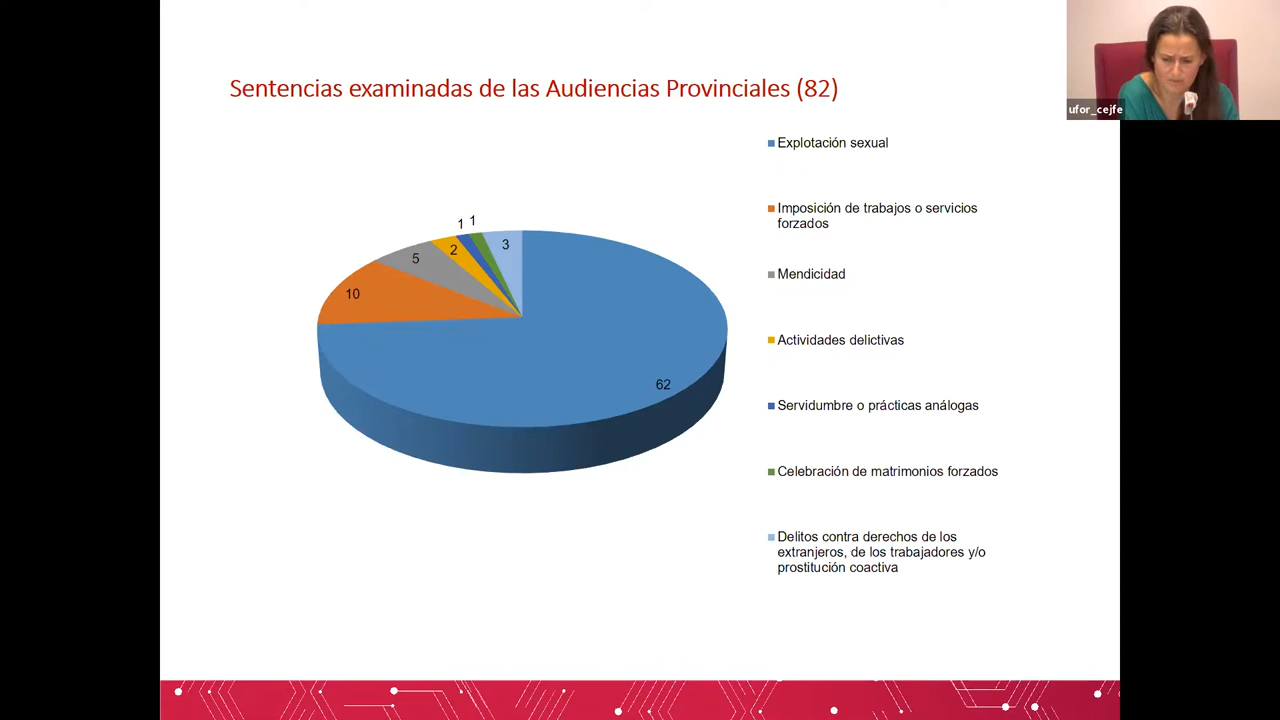 Sentencias examinadas de las Audiencias Provinciales (82)
ufor_cejfe
Explotación sexual
Imposición de trabajos o servicios
forzados
Mendicidad
Actividades delictivas
Servidumbre o prácticas análogas
Celebración de matrimonios forzados
Delitos contra derechos de los
extranjeros, de los trabajadores y/o
prostitución coactiva
1 1
3
2
5
10
62